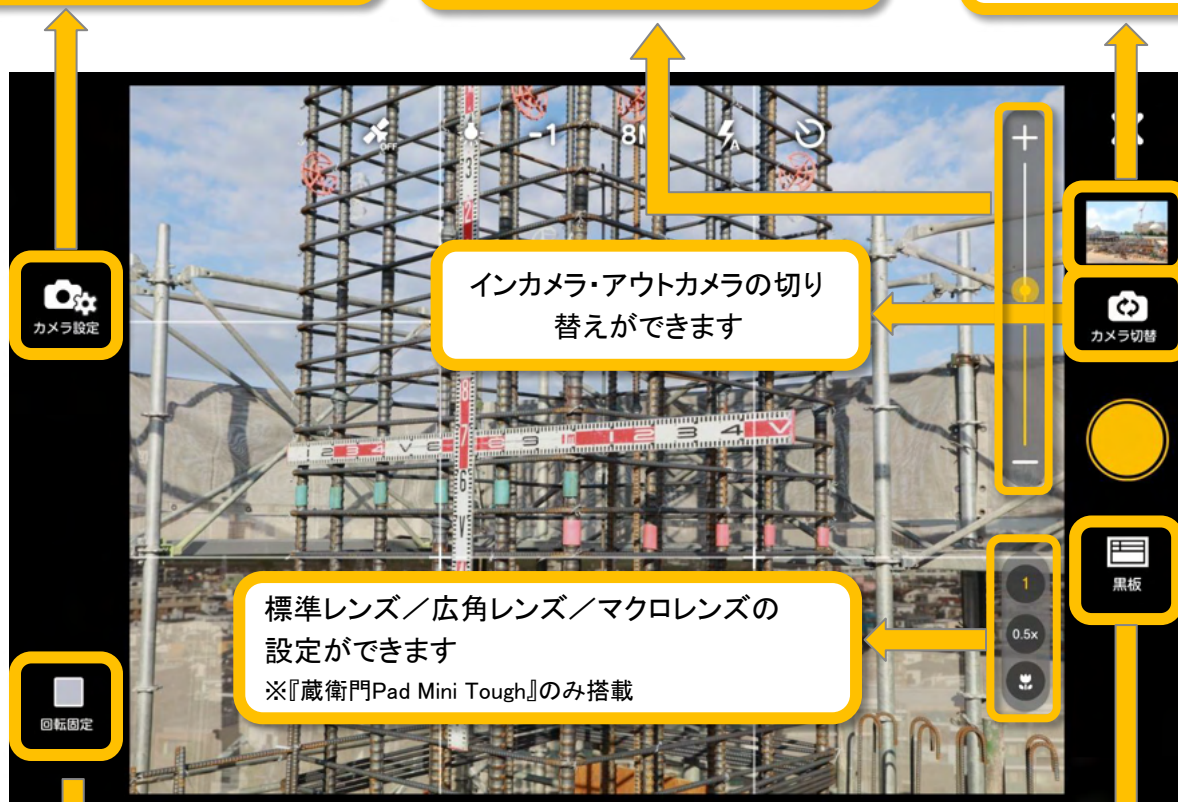 OFF
-1
8M
A
カメラ設定
インカメラ・アウトカメラの切り
替えができます
カメラ切替
標準レンズ／広角レンズ／マクロレンズの
設定ができます
※『蔵衛門Pad Mini Tough』のみ搭載
1
0.5x
黒板
回転固定